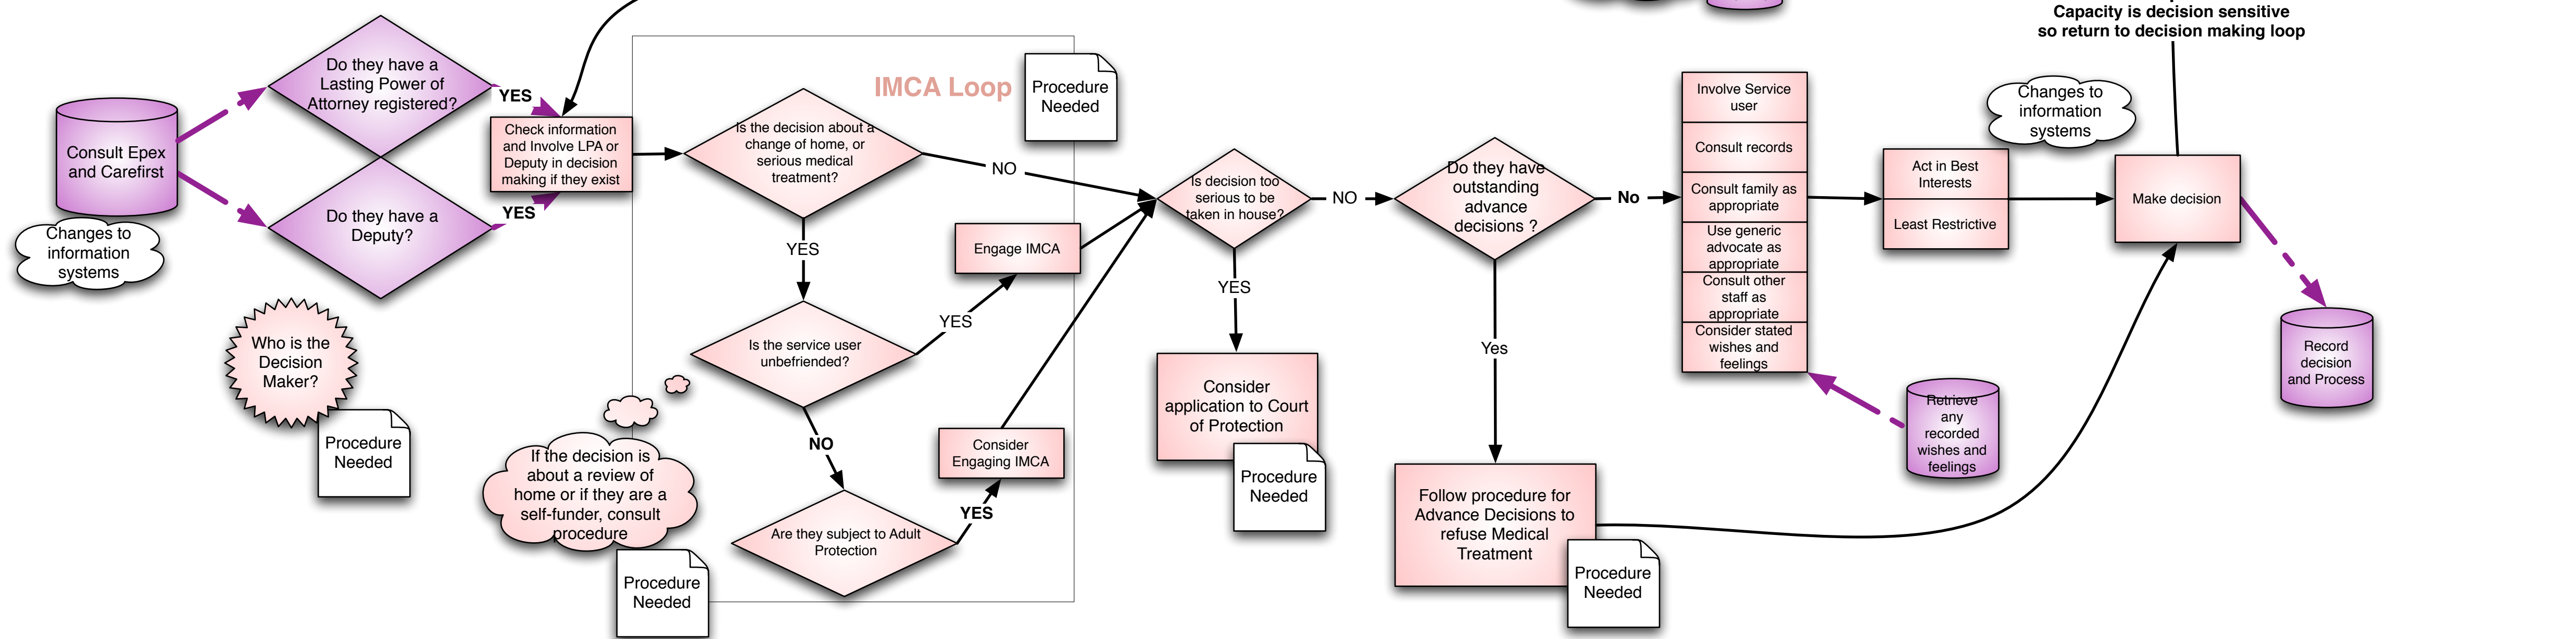 Capacity is decision sensitive
so return to decision making loop
Consult Epex
and Carefirst
Changes to
information
systems
Do they have a
Lasting Power of
Attorney registered?
YES
Do they have a
Deputy?
YES
Who is the
Decision
Maker?
Procedure
Needed
Check information
and Involve LPA or
Deputy in decision
making if they exist
IMCA Loop
Procedure
Needed
Is the decision about a
change of home, or
serious medical
treatment?
NO
YES
Is the service user
unbefriended?
YES
Engage IMCA
NO
Are they subject to Adult
Protection
YES
Consider
Engaging IMCA
If the decision is
about a review of
home or if they are a
self-funder, consult
procedure
Procedure
Needed
Is decision too
serious to be
taken in house?
NO
YES
Consider
application to Court
of Protection
Procedure
Needed
Do they have
outstanding
advance
decisions ?
No
Yes
Follow procedure for
Advance Decisions to
refuse Medical
Treatment
Procedure
Needed
Involve Service
user
Consult records
Consult family as
appropriate
Use generic
advocate as
appropriate
Consult other
staff as
appropriate
Consider stated
wishes and
feelings
Retrieve
any
recorded
wishes and
feelings
Act in Best
Interests
Least Restrictive
Changes to
information
systems
Make decision
Record
decision
and Process